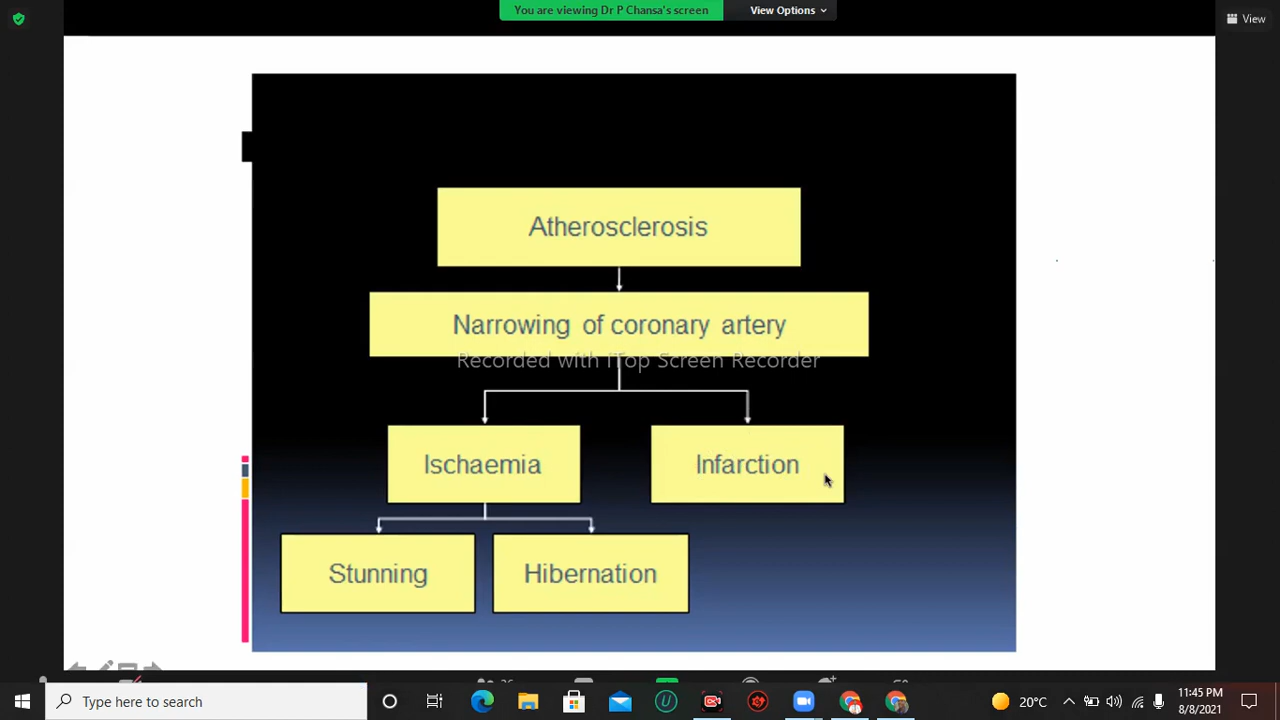 You are viewing Dr P Chansa's screen
View Options
View
Atherosclerosis
Narrowing of coronary artery
Recorded with iTop Screen Recorder
Ischaemia
Infarction
Stunning
Hibernation
Type here to search
20°C
11:45 PM
8/8/2021